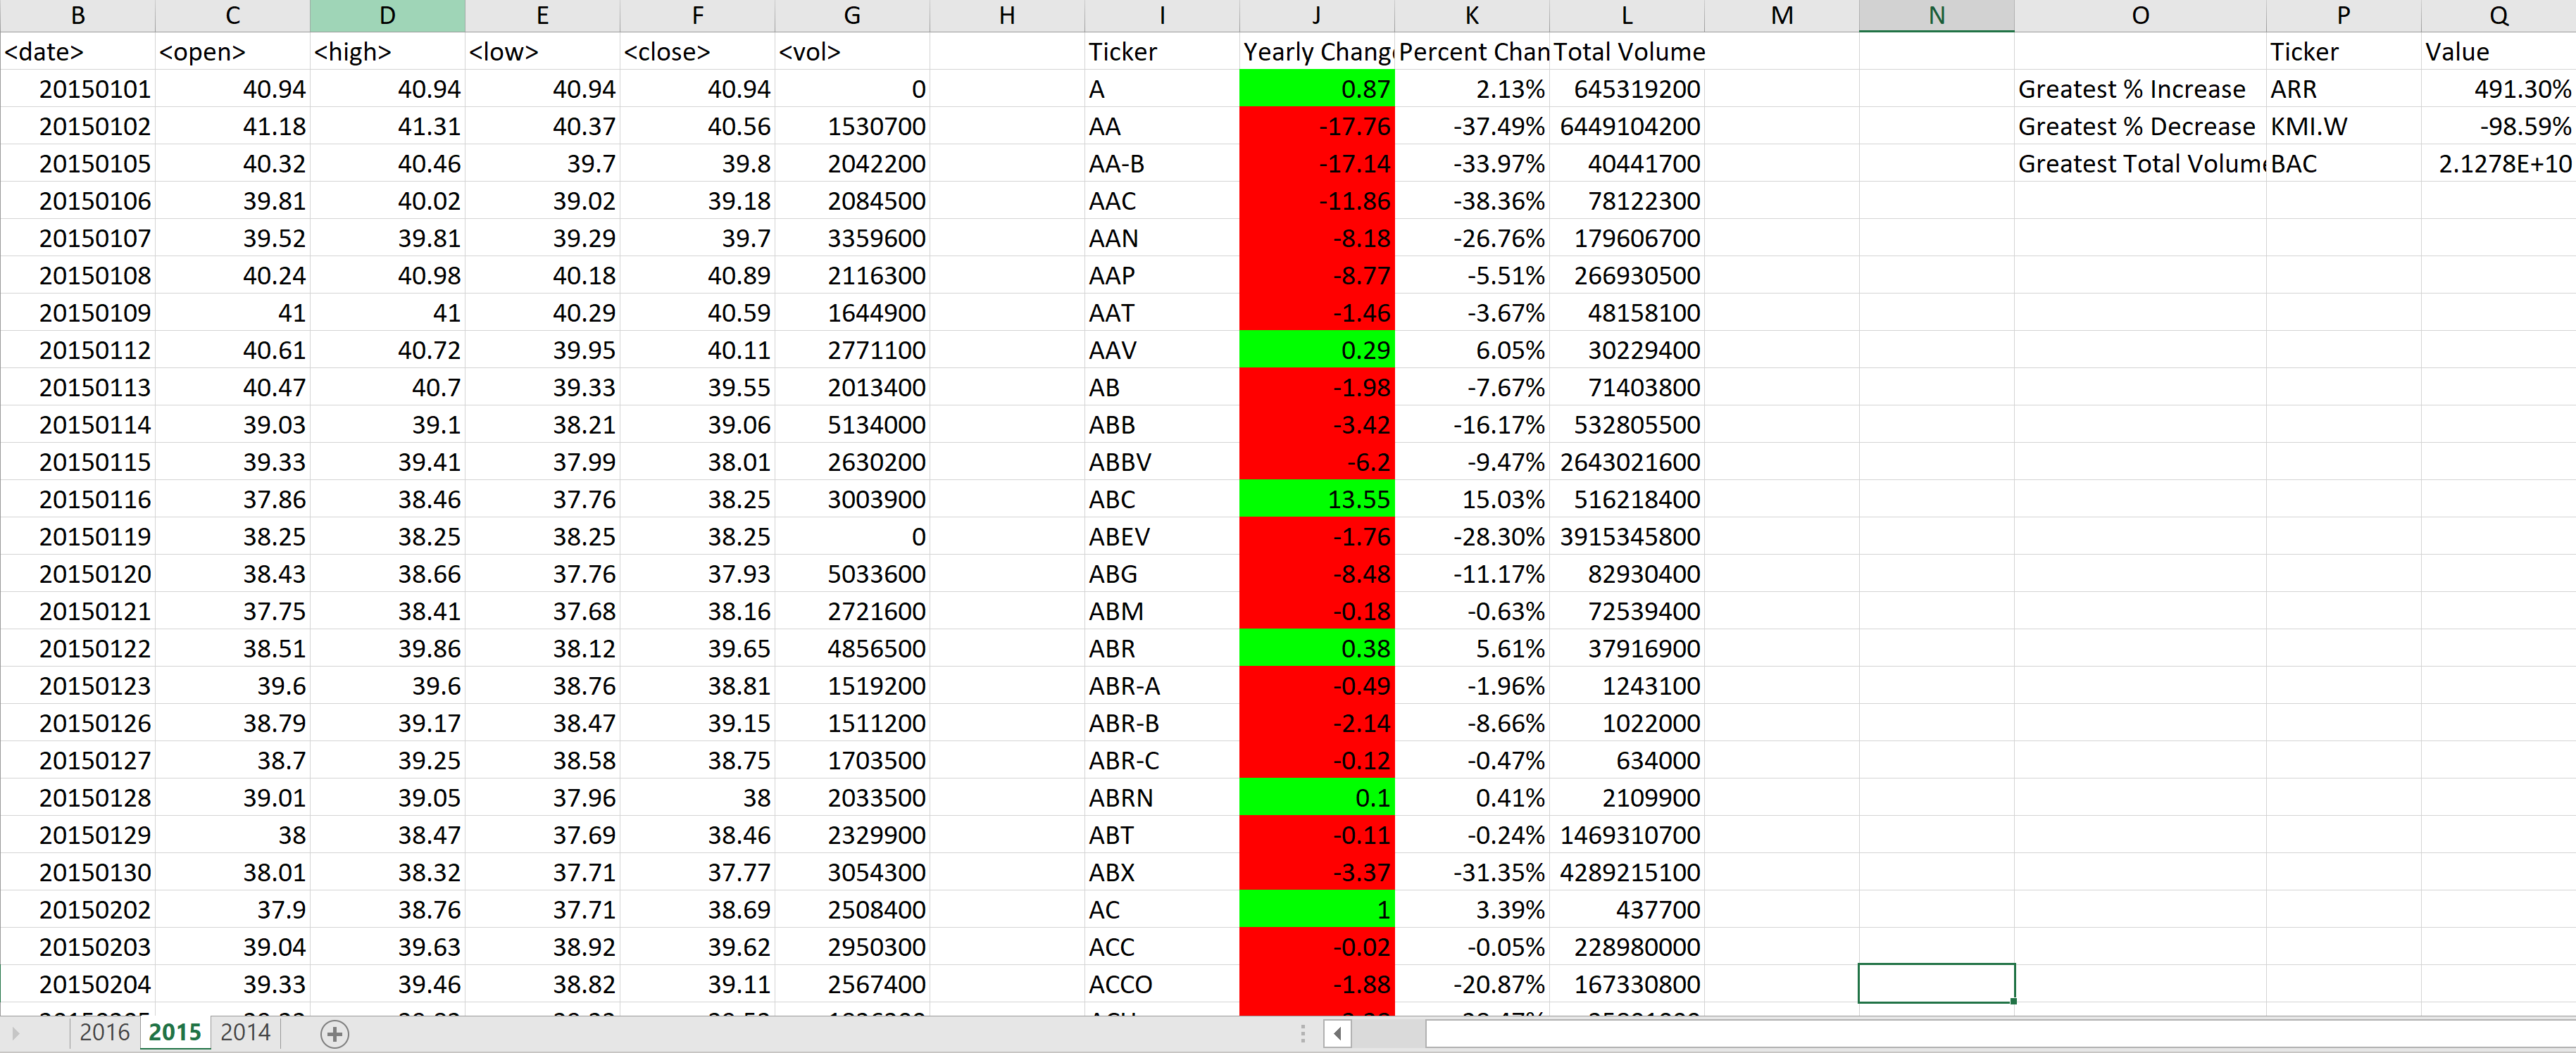 B C D E F G H I J K L M N O P Q
<date> <open> <high> <low> <close> <vol> Ticker Yearly Chang Percent Chan Total Volume Ticker Value
20150101 40.94 40.94 40.94 40.94 0 A 0.87 2.13% 645319200 Greatest % Increase ARR 491.30%
20150102 41.18 41.31 40.37 40.56 1530700 AA -17.76 -37.49% 6449104200 Greatest % Decrease KMI.W -98.59%
20150105 40.32 40.46 39.7 39.8 2042200 AA-B -17.14 -33.97% 40441700 Greatest Total Volume BAC 2.1278E+10
20150106 39.81 40.02 39.02 39.18 2084500 AAC -11.86 -38.36% 78122300
20150107 39.52 39.81 39.29 39.7 3359600 AAN -8.18 -26.76% 179606700
20150108 40.24 40.98 40.18 40.89 2116300 AAP -8.77 -5.51% 266930500
20150109 41 41 40.29 40.59 1644900 AAT -1.46 -3.67% 48158100
20150112 40.61 40.72 39.95 40.11 2771100 AAV 0.29 6.05% 30229400
20150113 40.47 40.7 39.33 39.55 2013400 AB -1.98 -7.67% 71403800
20150114 39.03 39.1 38.21 39.06 5134000 ABB -3.42 -16.17% 532805500
20150115 39.33 39.41 37.99 38.01 2630200 ABBV -6.2 -9.47% 2643021600
20150116 37.86 38.46 37.76 38.25 3003900 ABC 13.55 15.03% 516218400
20150119 38.25 38.25 38.25 38.25 0 ABEV -1.76 -28.30% 3915345800
20150120 38.43 38.66 37.76 37.93 5033600 ABG -8.48 -11.17% 82930400
20150121 37.75 38.41 37.68 38.16 2721600 ABM -0.18 -0.63% 72539400
20150122 38.51 39.86 38.12 39.65 4856500 ABR 0.38 5.61% 37916900
20150123 39.6 39.6 38.76 38.81 1519200 ABR-A -0.49 -1.96% 1243100
20150126 38.79 39.17 38.47 39.15 1511200 ABR-B -2.14 -8.66% 1022000
20150127 38.7 39.25 38.58 38.75 1703500 ABR-C -0.12 -0.47% 634000
20150128 39.01 39.05 37.96 38 2033500 ABRN 0.1 0.41% 2109900
20150129 38 38.47 37.69 38.46 2329900 ABT -0.11 -0.24% 1469310700
20150130 38.01 38.32 37.71 37.77 3054300 ABX -3.37 -31.35% 4289215100
20150202 37.9 38.76 37.71 38.69 2508400 AC 1 3.39% 437700
20150203 39.04 39.63 38.92 39.62 2950300 ACC -0.02 -0.05% 228980000
20150204 39.33 39.46 38.82 39.11 2567400 ACCO -1.88 -20.87% 167330800
2016 2015 2014